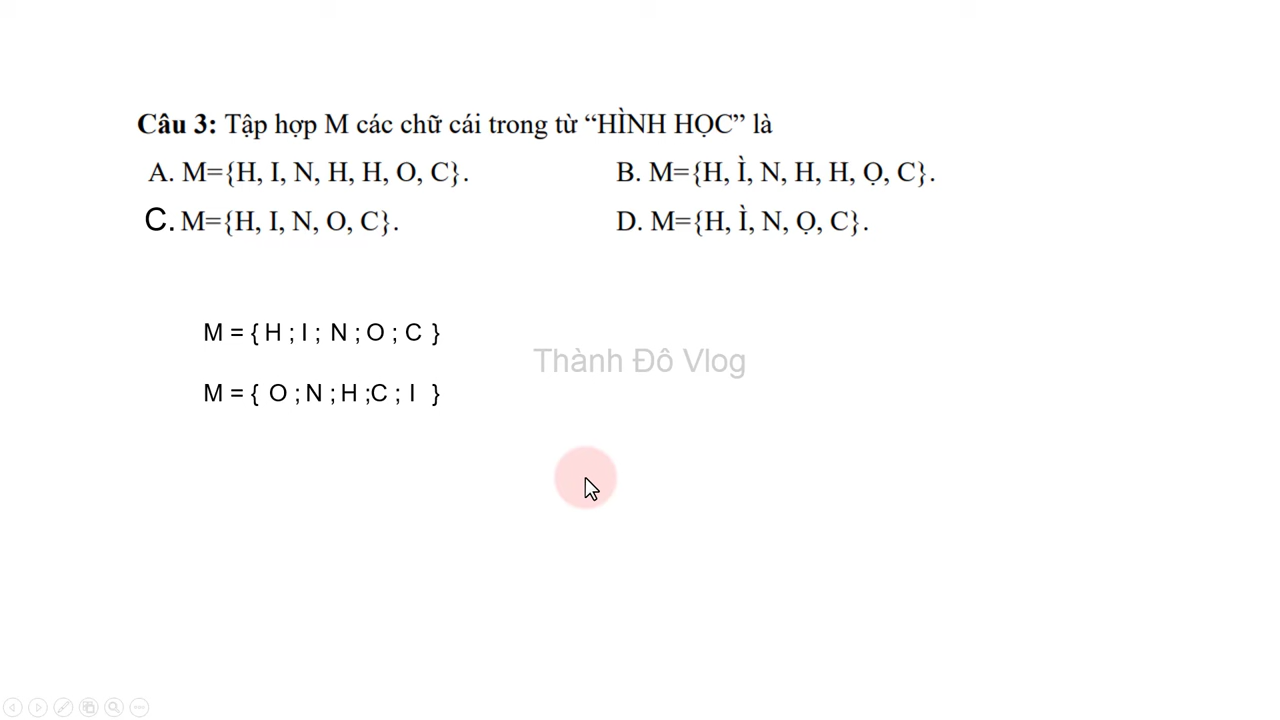 Câu 3: Tập hợp M các chữ cái trong từ “HÌNH HỌC” là
A. M={H, I, N, H, H, O, C}. B. M={H, Ì, N, H, H, Ọ, C}.
C. M={H, I, N, O, C}. D. M={H, Ì, N, Ọ, C}.
M = { H ; I ; N ; O ; C }
Thành Đô Vlog
M = { O ; N ; H ;C ; I }